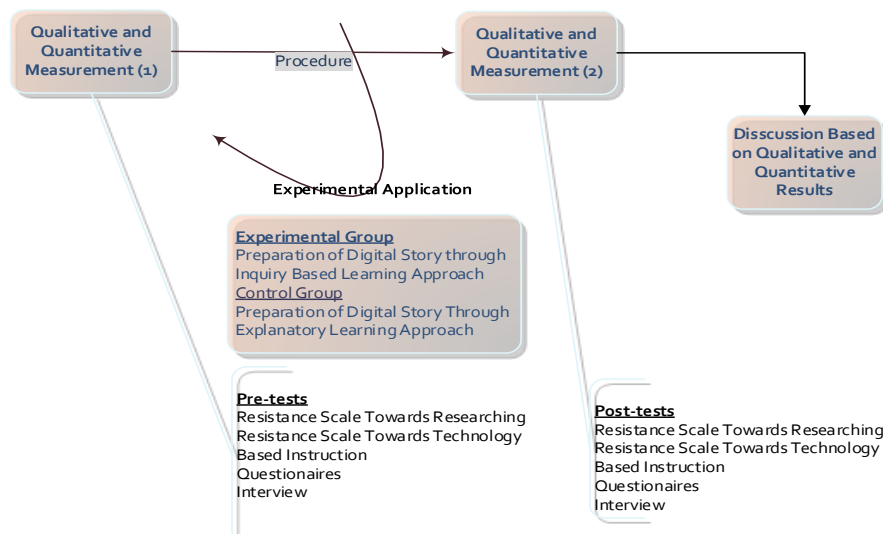 Qualitative and
Quantitative
Measurement (1)
Procedure
Qualitative and
Quantitative
Measurement (2)
Disscussion Based
on Qualitative and
Quantitative
Results
Experimental Application
Experimental Group
Preparation of Digital Story through
Inquiry Based Learning Approach
Control Group
Preparation of Digital Story Through
Explanatory Learning Approach
Pre-tests
Resistance Scale Towards Researching
Resistance Scale Towards Technology
Based Instruction
Questionaires
Interview
Post-tests
Resistance Scale Towards Researching
Resistance Scale Towards Technology
Based Instruction
Questionaires
Interview